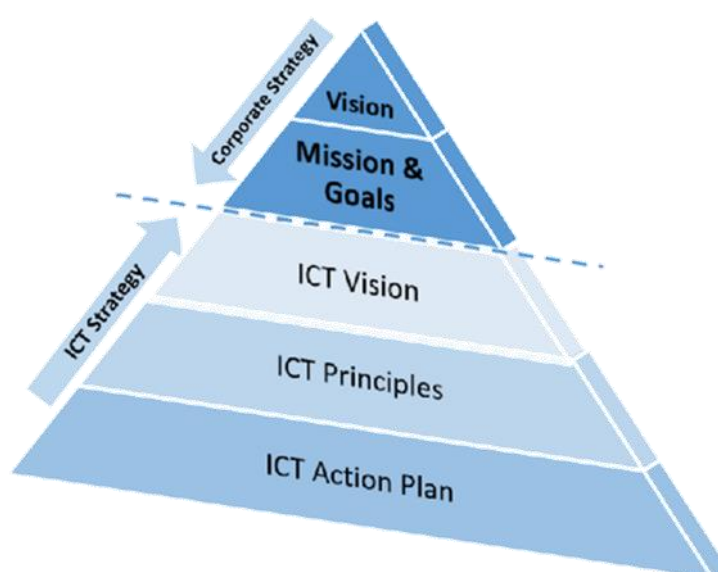 Corporate Strategy
Vision
Mission &
Goals
ICT Strategy
ICT Vision
ICT Principles
ICT Action Plan